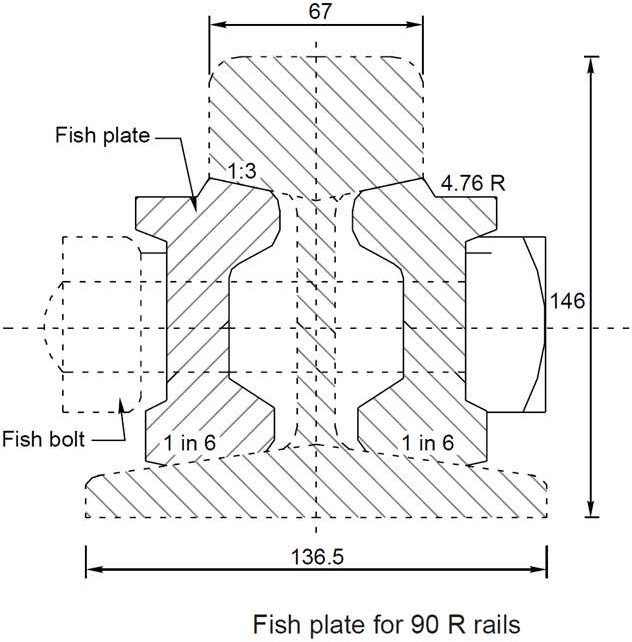 67
Fish plate
1:3
4.76 R
146
Fish bolt
1 in 6
1 in 6
136.5
Fish plate for 90 R rails